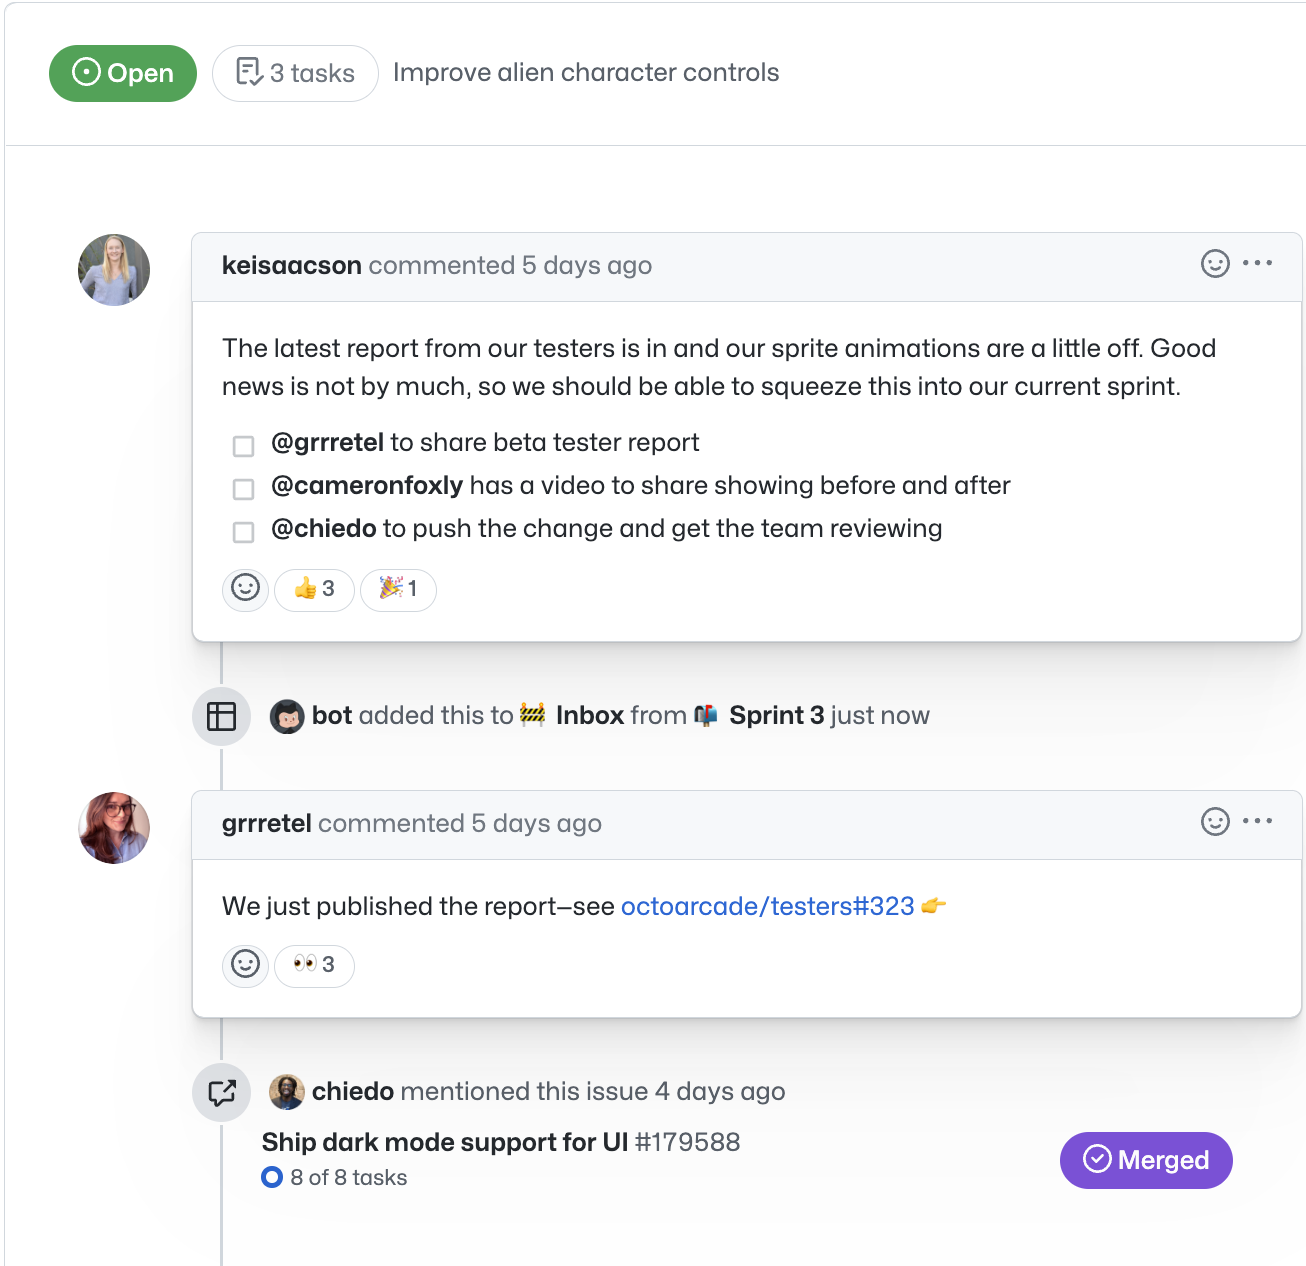 Open 3 tasks Improve alien character controls
keisaacson commented 5 days ago
The latest report from our testers is in and our sprite animations are a little off. Good
news is not by much, so we should be able to squeeze this into our current sprint.
@grrretel to share beta tester report
@cameronfoxly has a video to share showing before and after
@chiedo to push the change and get the team reviewing
👍 3 🎉 1
bot added this to 🚧 Inbox from 📬 Sprint 3 just now
grrretel commented 5 days ago
We just published the report—see octoarcade/testers#323 👉
👀 3
chiedo mentioned this issue 4 days ago
Ship dark mode support for UI #179588
8 of 8 tasks
Merged